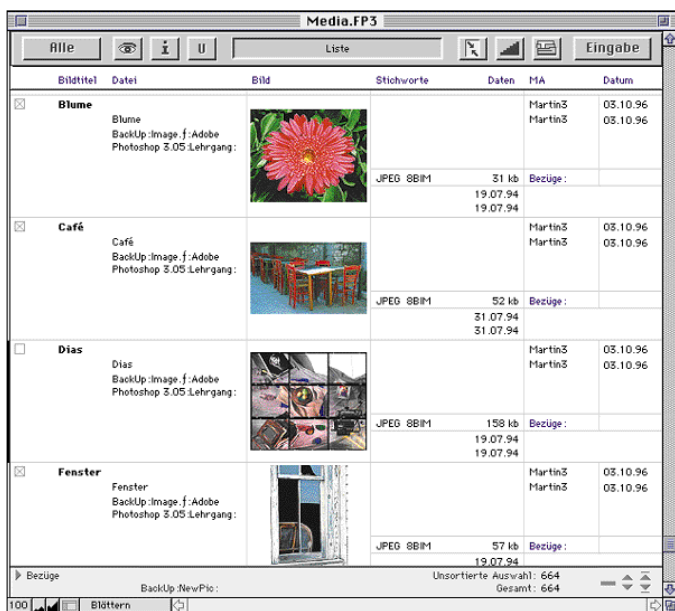 Media.FP3
Alle i U Liste Eingabe
Bildtitel Datei Bild Stichworte Daten MA Datum
Blume Martin3 03.10.96
Blume Martin3 03.10.96
BackUp:Image.ƒ:Adobe
Photoshop 3.05:Lehrgang:
JPEG 8BIM 31 kb Bezüge:
19.07.94
19.07.94
Café Martin3 03.10.96
Café Martin3 03.10.96
BackUp:Image.ƒ:Adobe
Photoshop 3.05:Lehrgang:
JPEG 8BIM 52 kb Bezüge:
31.07.94
31.07.94
Dias Martin3 03.10.96
Dias Martin3 03.10.96
BackUp:Image.ƒ:Adobe
Photoshop 3.05:Lehrgang:
JPEG 8BIM 158 kb Bezüge:
19.07.94
19.07.94
Fenster Martin3 03.10.96
Fenster Martin3 03.10.96
BackUp:Image.ƒ:Adobe
Photoshop 3.05:Lehrgang:
JPEG 8BIM 57 kb Bezüge:
19.07.94
Bezüge Unsortierte Auswahl: 664
BackUp:NewPic: Gesamt: 664
100 Blättern